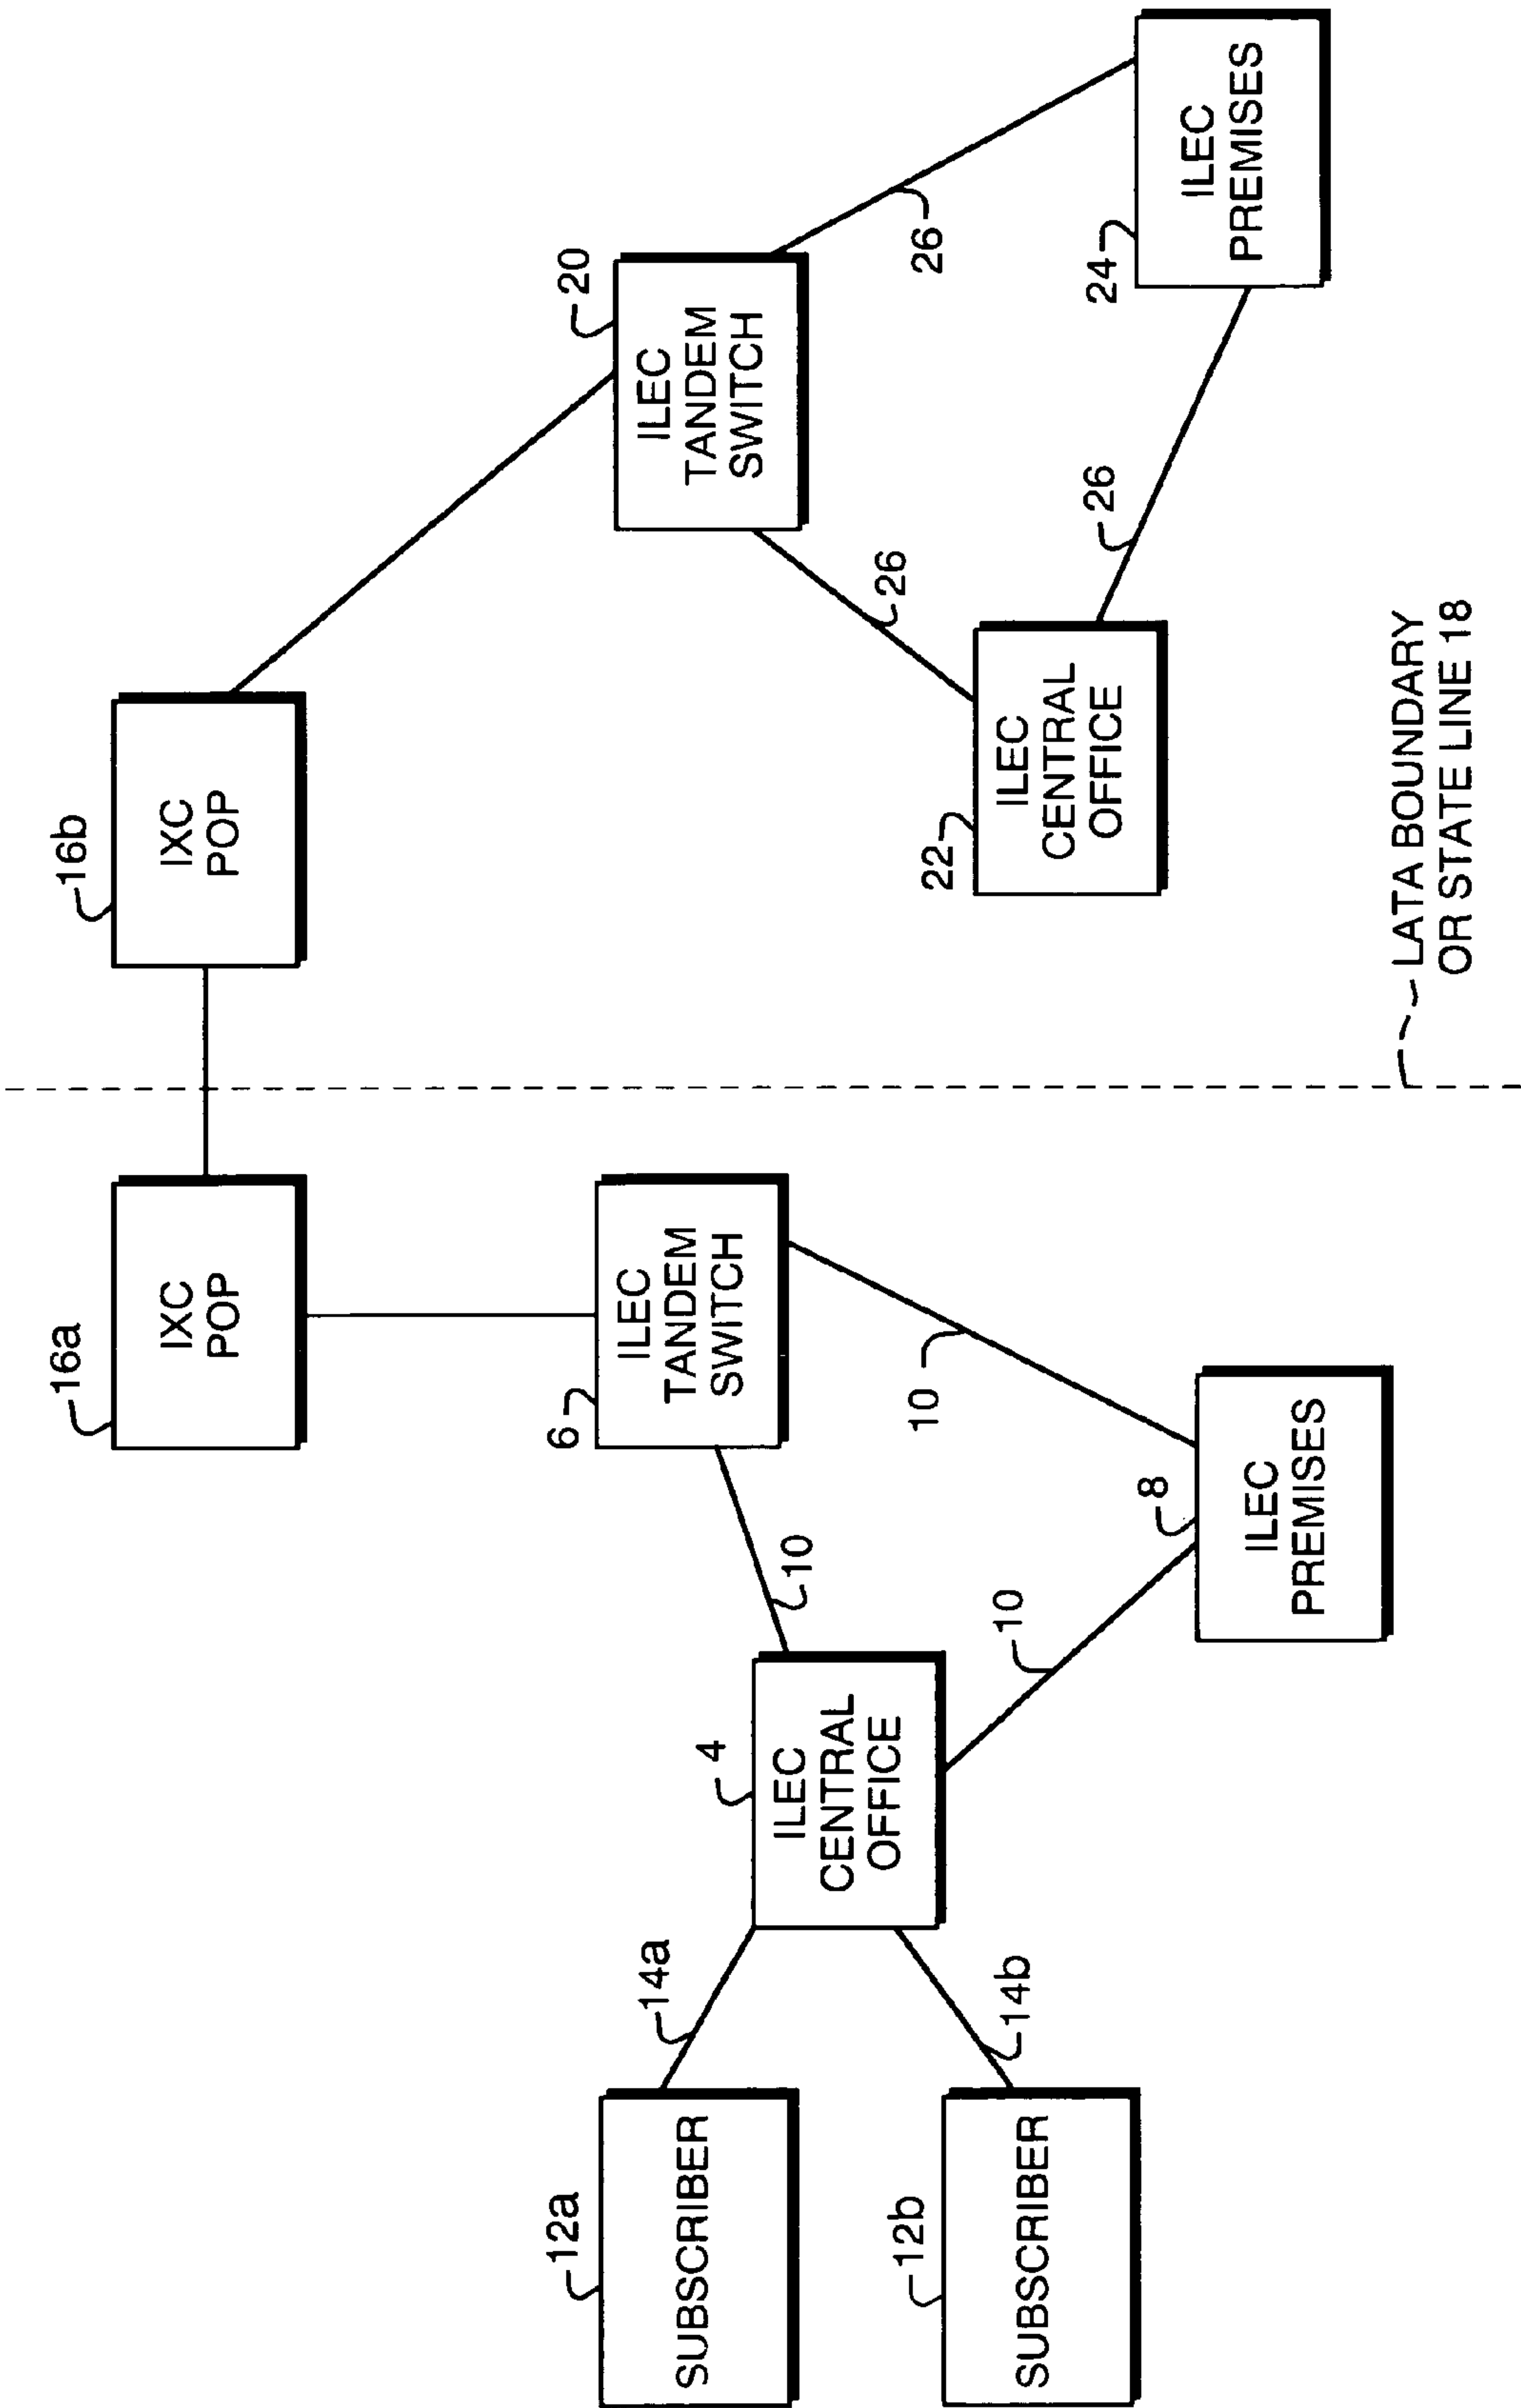 16a
IXC
POP
16b
IXC
POP
6
ILEC
TANDEM
SWITCH
20
ILEC
TANDEM
SWITCH
12a
SUBSCRIBER
14a
4
ILEC
CENTRAL
OFFICE
10
10
10
26
26
26
12b
SUBSCRIBER
14b
8
ILEC
PREMISES
22
ILEC
CENTRAL
OFFICE
24
ILEC
PREMISES
LATA BOUNDARY
OR STATE LINE 18